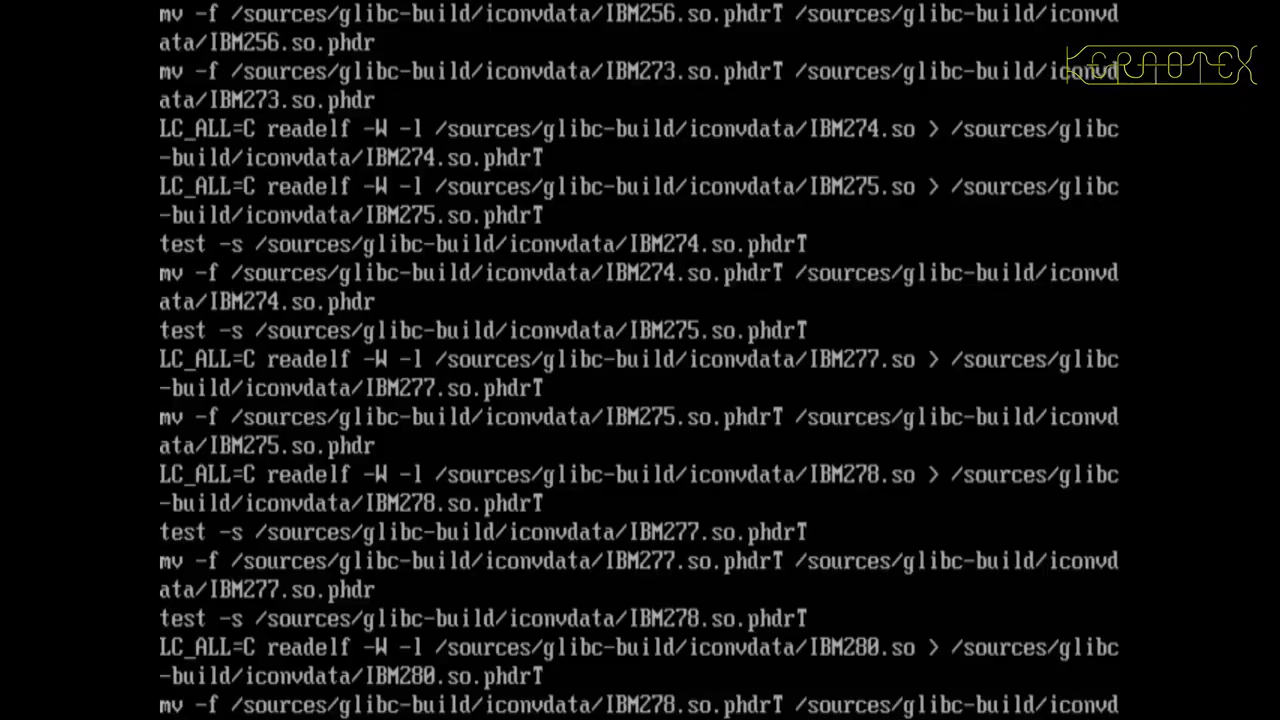 mv -f /sources/glibc-build/iconvdata/IBM256.so.phdrT /sources/glibc-build/iconvd
ata/IBM256.so.phdr
KERNOTEX
mv -f /sources/glibc-build/iconvdata/IBM273.so.phdrT /sources/glibc-build/iconvd
ata/IBM273.so.phdr
LC_ALL=C readelf -W -l /sources/glibc-build/iconvdata/IBM274.so > /sources/glibc
-build/iconvdata/IBM274.so.phdrT
LC_ALL=C readelf -W -l /sources/glibc-build/iconvdata/IBM275.so > /sources/glibc
-build/iconvdata/IBM275.so.phdrT
test -s /sources/glibc-build/iconvdata/IBM274.so.phdrT
mv -f /sources/glibc-build/iconvdata/IBM274.so.phdrT /sources/glibc-build/iconvd
ata/IBM274.so.phdr
test -s /sources/glibc-build/iconvdata/IBM275.so.phdrT
LC_ALL=C readelf -W -l /sources/glibc-build/iconvdata/IBM277.so > /sources/glibc
-build/iconvdata/IBM277.so.phdrT
mv -f /sources/glibc-build/iconvdata/IBM275.so.phdrT /sources/glibc-build/iconvd
ata/IBM275.so.phdr
LC_ALL=C readelf -W -l /sources/glibc-build/iconvdata/IBM278.so > /sources/glibc
-build/iconvdata/IBM278.so.phdrT
test -s /sources/glibc-build/iconvdata/IBM277.so.phdrT
mv -f /sources/glibc-build/iconvdata/IBM277.so.phdrT /sources/glibc-build/iconvd
ata/IBM277.so.phdr
test -s /sources/glibc-build/iconvdata/IBM278.so.phdrT
LC_ALL=C readelf -W -l /sources/glibc-build/iconvdata/IBM280.so > /sources/glibc
-build/iconvdata/IBM280.so.phdrT
mv -f /sources/glibc-build/iconvdata/IBM278.so.phdrT /sources/glibc-build/iconvd